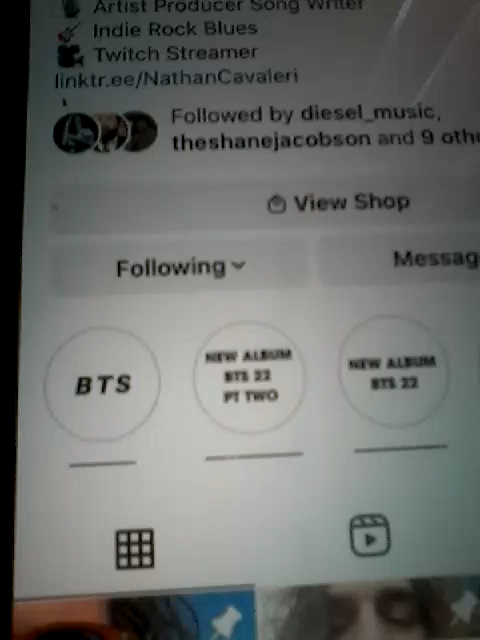 Artist Producer Song Writer
Indie Rock Blues
Twitch Streamer
linktr.ee/NathanCavaleri
Followed by diesel_music,
theshanejacobson and 9 othe
View Shop
Following
Messag
BTS
NEW ALBUM
BTS 22
PT TWO
NEW ALBUM
BTS 22